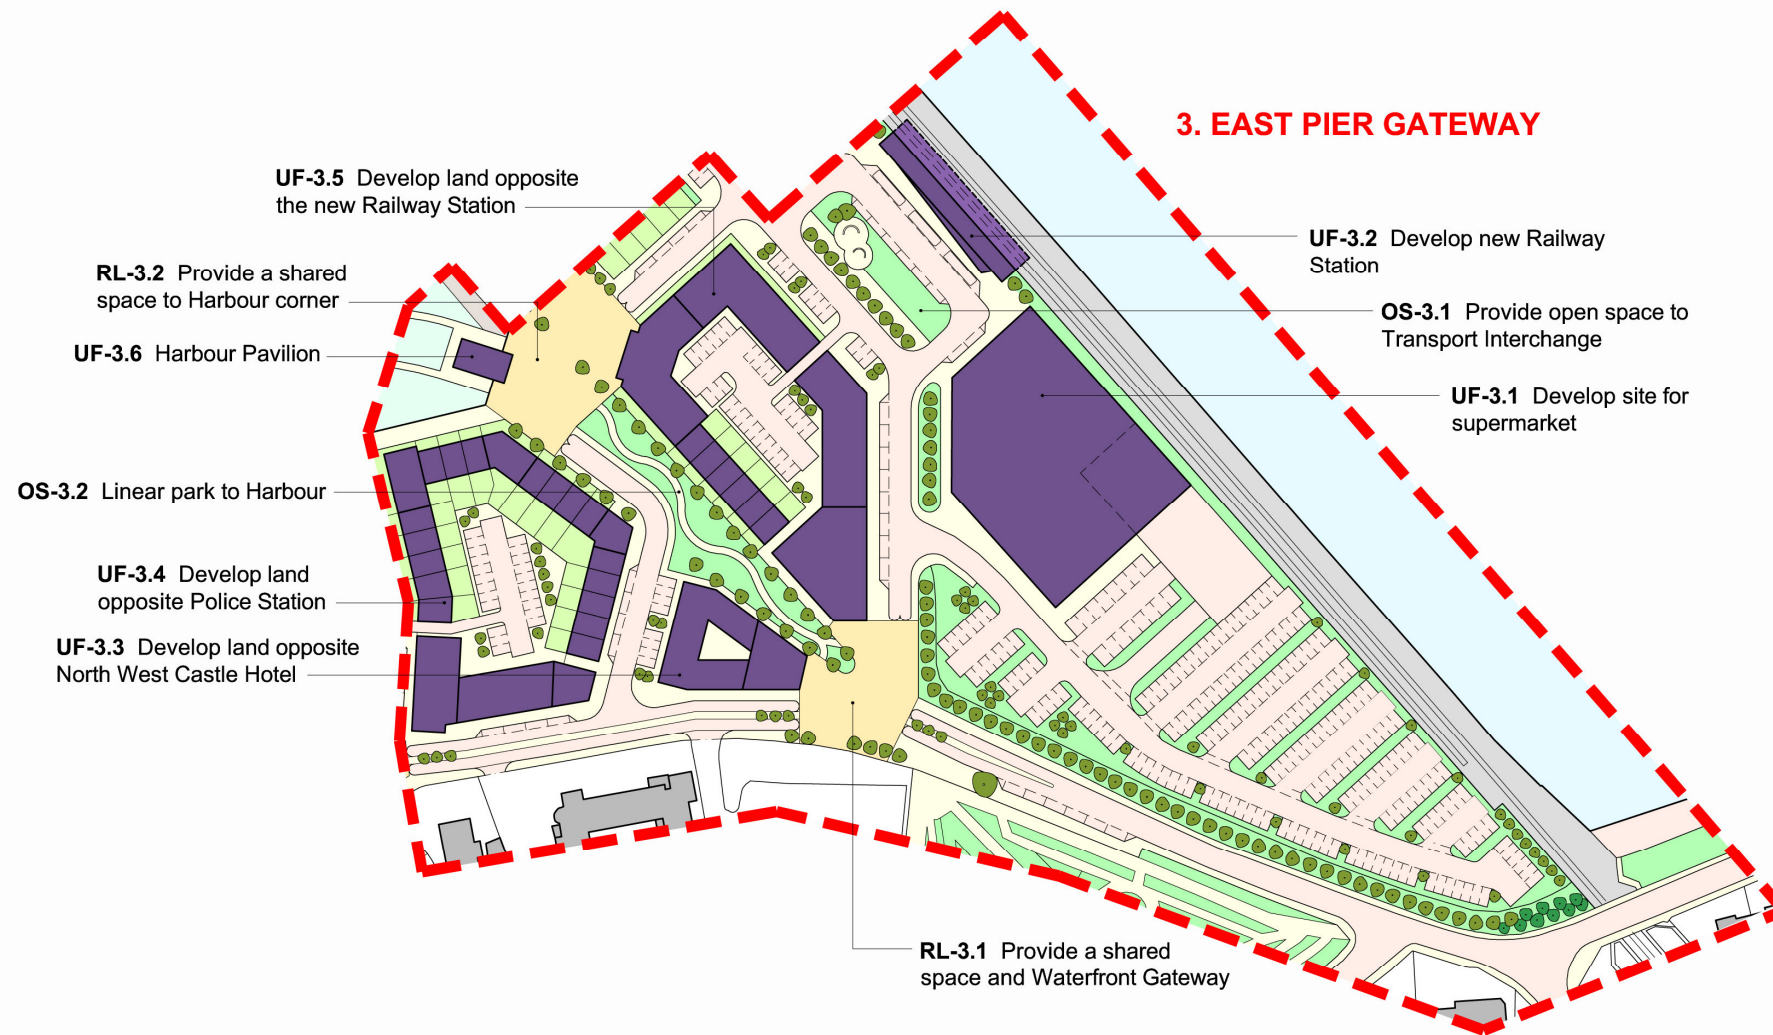 3. EAST PIER GATEWAY
UF-3.5 Develop land opposite
the new Railway Station
RL-3.2 Provide a shared
space to Harbour corner
UF-3.6 Harbour Pavilion
OS-3.2 Linear park to Harbour
UF-3.4 Develop land
opposite Police Station
UF-3.3 Develop land opposite
North West Castle Hotel
UF-3.2 Develop new Railway
Station
OS-3.1 Provide open space to
Transport Interchange
UF-3.1 Develop site for
supermarket
RL-3.1 Provide a shared
space and Waterfront Gateway